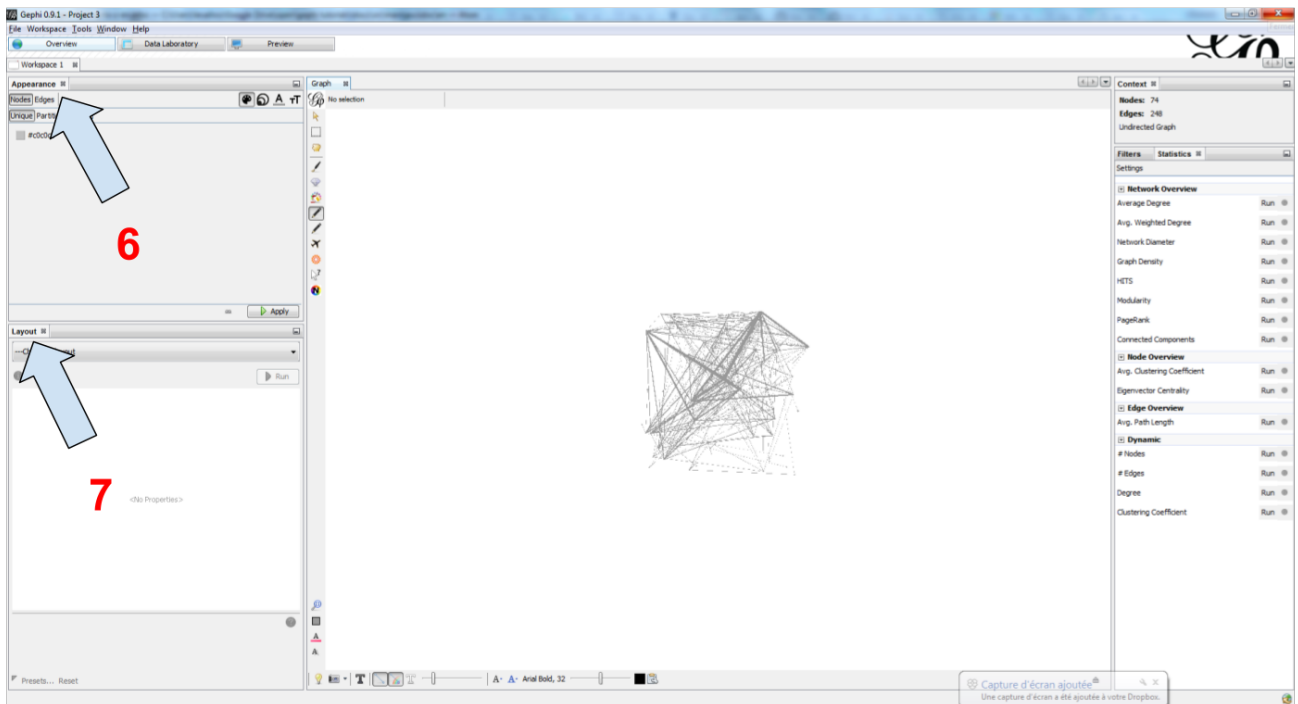 Gephi 0.9.1 - Project 3
File Workspace Tools Window Help
Overview Data Laboratory Preview
Workspace 1
Appearance
Nodes Edges
Unique
#c0c0
6
Apply
Layout
Run
7
<No Properties>
Presets... Reset
Graph
No selection
Arial Bold, 32
Context
Nodes: 74
Edges: 248
Undirected Graph
Filters Statistics
Settings
Network Overview
Average Degree Run
Avg. Weighted Degree Run
Network Diameter Run
Graph Density Run
HITS Run
Modularity Run
PageRank Run
Connected Components Run
Node Overview
Avg. Clustering Coefficient Run
Eigenvector Centrality Run
Edge Overview
Avg. Path Length Run
Dynamic
# Nodes Run
# Edges Run
Degree Run
Clustering Coefficient Run
Capture d'écran ajoutée
Une capture d'écran a été ajoutée à votre Dropbox.